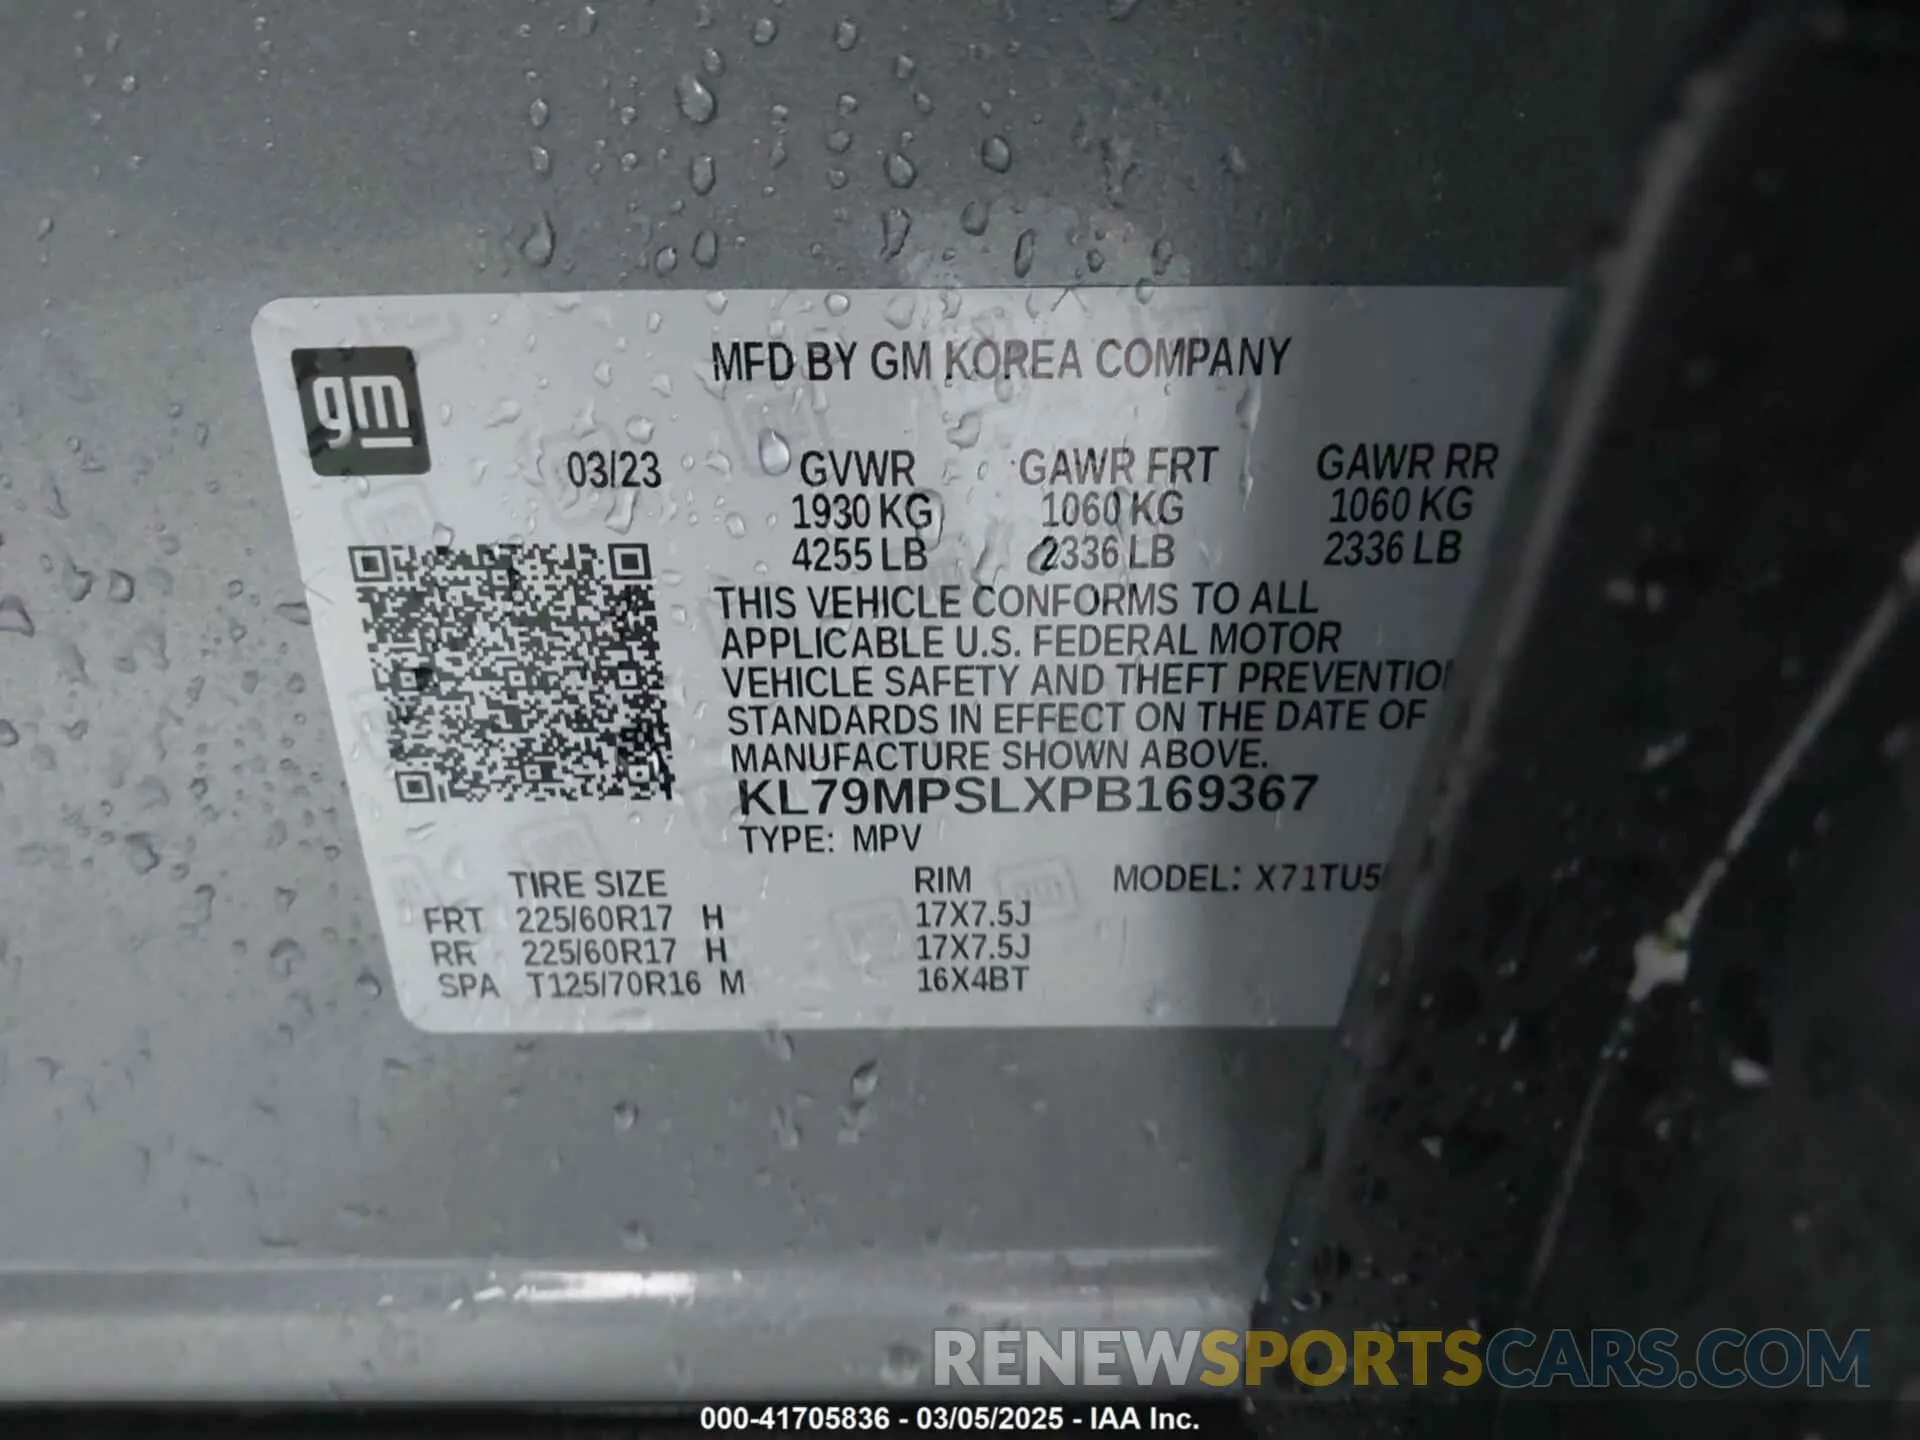 gm
MFD BY GM KOREA COMPANY
03/23 GVWR GAWR FRT GAWR RR
1930 KG 1060 KG 1060 KG
4255 LB 2336 LB 2336 LB
THIS VEHICLE CONFORMS TO ALL
APPLICABLE U.S. FEDERAL MOTOR
VEHICLE SAFETY AND THEFT PREVENTIO
STANDARDS IN EFFECT ON THE DATE OF
MANUFACTURE SHOWN ABOVE.
KL79MPSLXPB169367
TYPE: MPV
TIRE SIZE RIM MODEL: X71TU5
FRT 225/60R17 H 17X7.5J
RR 225/60R17 H 17X7.5J
SPA T125/70R16 M 16X4BT
RENEWSPORTSCARS.COM
000-41705836 - 03/05/2025 - IAA Inc.